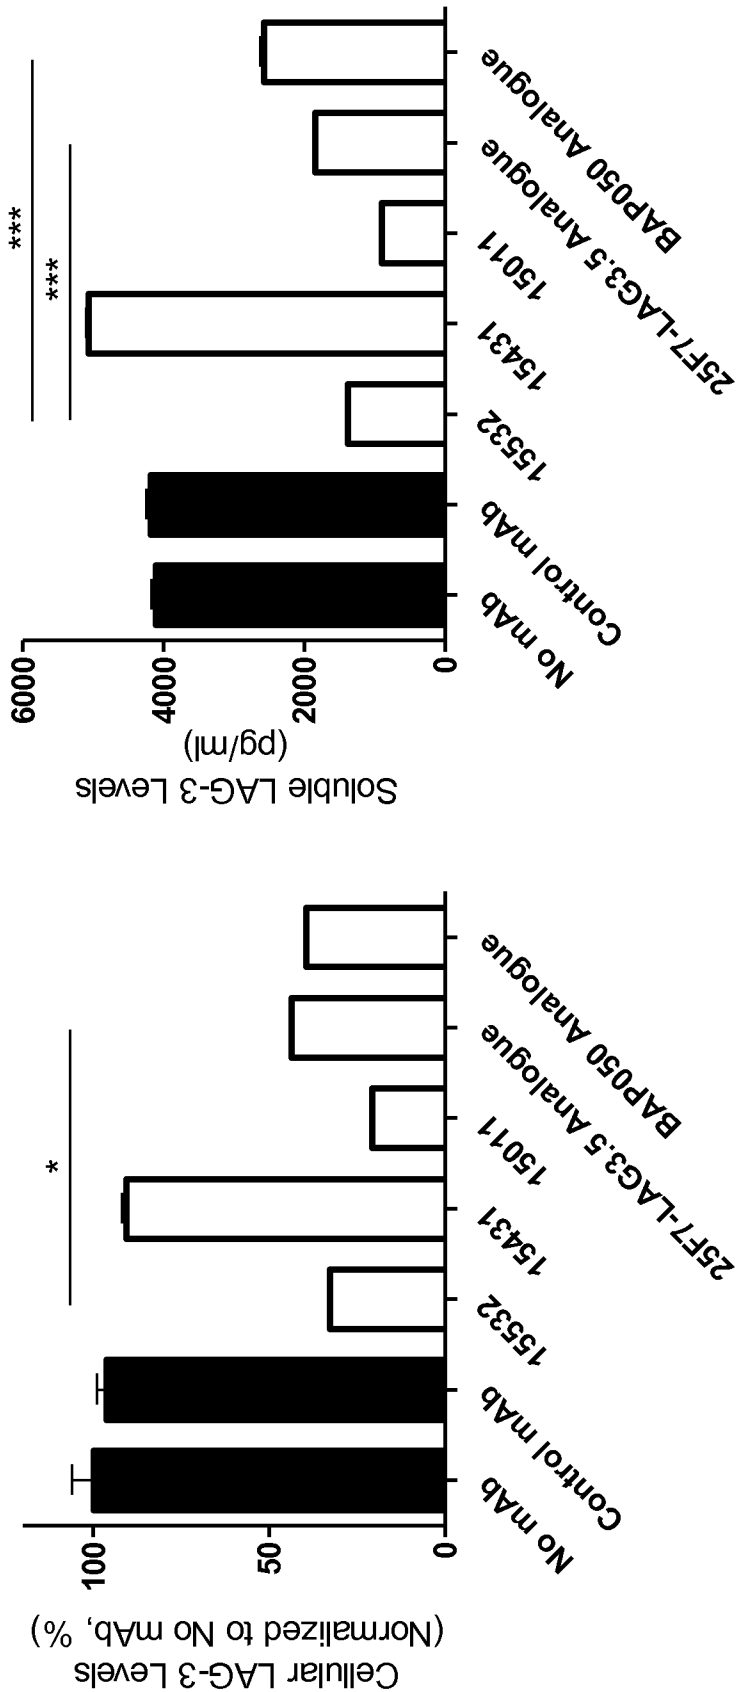 Cellular LAG-3 Levels
(Normalized to No mAb, %)
100
50
0
*
No mAb
Control mAb
15532
15431
15011
25F7-LAG3.5 Analogue
BAP050 Analogue
Soluble LAG-3 Levels
(pg/ml)
6000
4000
2000
0
***
***
No mAb
Control mAb
15532
15431
15011
25F7-LAG3.5 Analogue
BAP050 Analogue